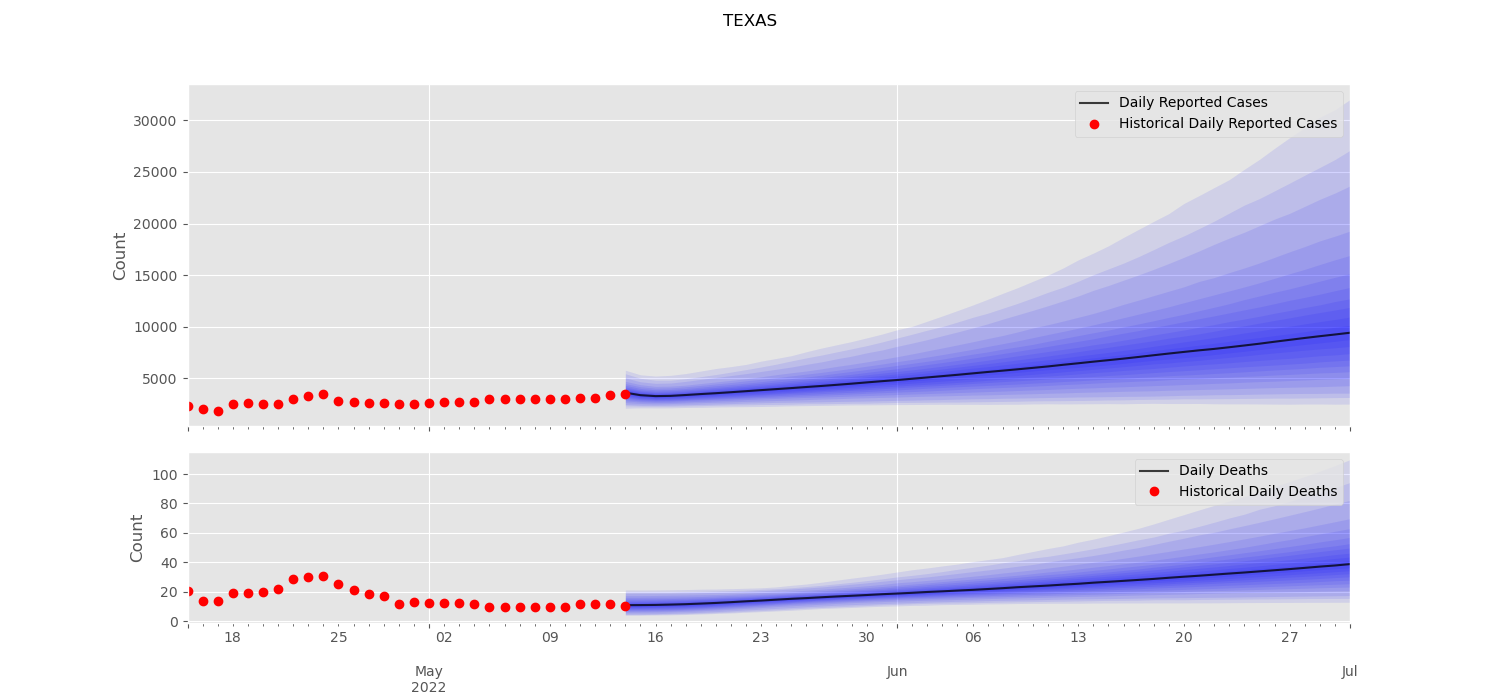 TEXAS
Daily Reported Cases
Historical Daily Reported Cases
Count
30000
25000
20000
15000
10000
5000
Daily Deaths
Historical Daily Deaths
Count
100
80
60
40
20
0
18 25 02 09 16 23 30 06 13 20 27
May Jun Jul
2022